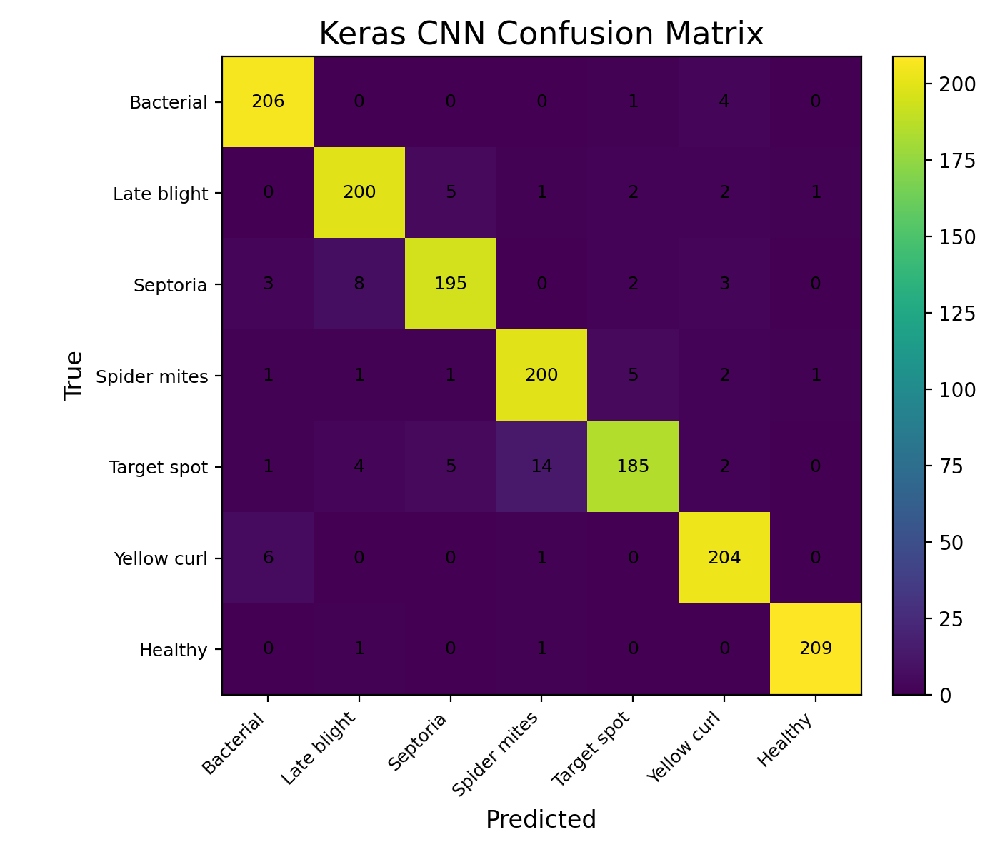 Keras CNN Confusion Matrix
Bacterial 206 0 0 0 1 4 0
Late blight 0 200 5 1 2 2 1
Septoria 3 8 195 0 2 3 0
Spider mites 1 1 1 200 5 2 1
Target spot 1 4 5 14 185 2 0
Yellow curl 6 0 0 1 0 204 0
Healthy 0 1 0 1 0 0 209
True
Bacterial Late blight Septoria Spider mites Target spot Yellow curl Healthy
Predicted
200
175
150
125
100
75
50
25
0